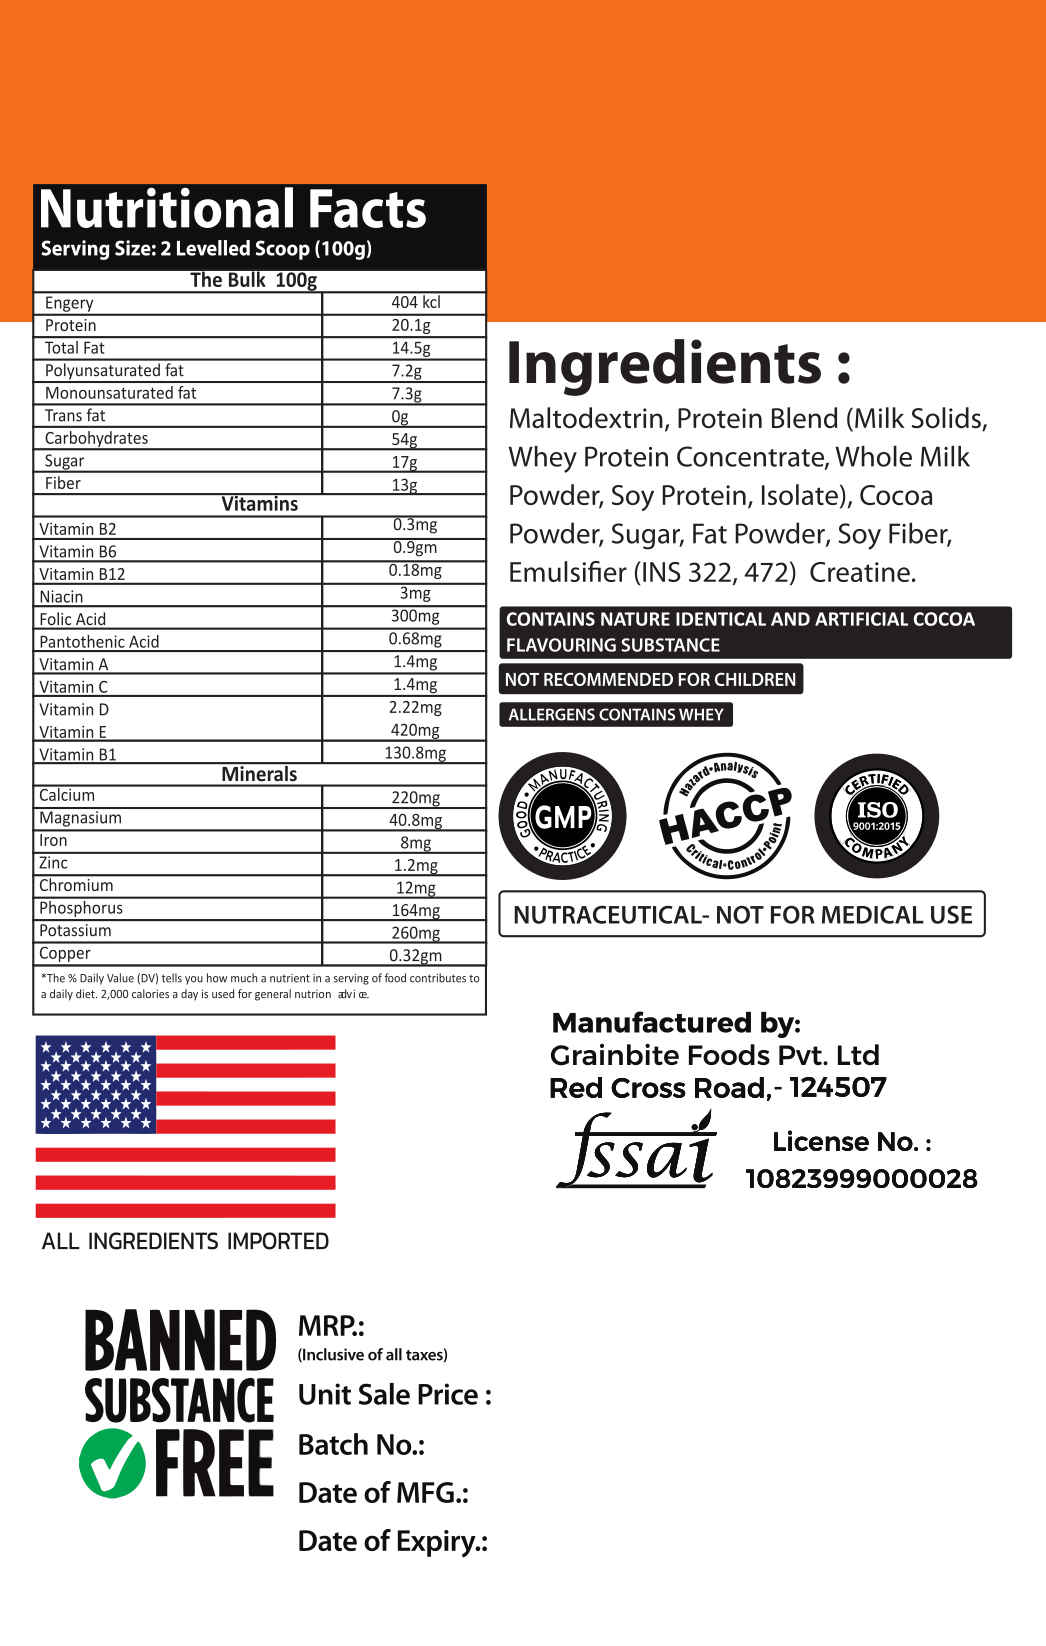 Nutritional Facts
Serving Size: 2 Levelled Scoop (100g)
The Bulk 100g
Engery 404 kcl
Protein 20.1g
Total Fat 14.5g
Polyunsaturated fat 7.2g
Monounsaturated fat 7.3g
Trans fat 0g
Carbohydrates 54g
Sugar 17g
Fiber 13g
Vitamins
Vitamin B2 0.3mg
Vitamin B6 0.9gm
Vitamin B12 0.18mg
Niacin 3mg
Folic Acid 300mg
Pantothenic Acid 0.68mg
Vitamin A 1.4mg
Vitamin C 1.4mg
Vitamin D 2.22mg
Vitamin E 420mg
Vitamin B1 130.8mg
Minerals
Calcium 220mg
Magnasium 40.8mg
Iron 8mg
Zinc 1.2mg
Chromium 12mg
Phosphorus 164mg
Potassium 260mg
Copper 0.32gm
*The % Daily Value (DV) tells you how much a nutrient in a serving of food contributes to
a daily diet. 2,000 calories a day is used for general nutrion advice.
Ingredients :
Maltodextrin, Protein Blend (Milk Solids,
Whey Protein Concentrate, Whole Milk
Powder, Soy Protein, Isolate), Cocoa
Powder, Sugar, Fat Powder, Soy Fiber,
Emulsifier (INS 322, 472) Creatine.
CONTAINS NATURE IDENTICAL AND ARTIFICIAL COCOA
FLAVOURING SUBSTANCE
NOT RECOMMENDED FOR CHILDREN
ALLERGENS CONTAINS WHEY
GOOD • MANUFACTURING
GMP
• PRACTICE •
Hazard•Analysis
HACCP
Critical•Control•Point
CERTIFIED
ISO
9001:2015
COMPANY
NUTRACEUTICAL- NOT FOR MEDICAL USE
Manufactured by:
Grainbite Foods Pvt. Ltd
Red Cross Road,- 124507
fssai
License No. :
10823999000028
ALL INGREDIENTS IMPORTED
BANNED
SUBSTANCE
FREE
MRP.:
(Inclusive of all taxes)
Unit Sale Price :
Batch No.:
Date of MFG.:
Date of Expiry.: